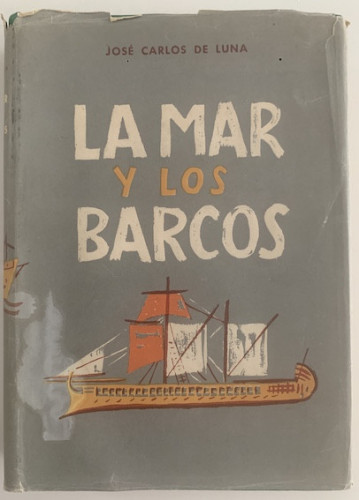 JOSÉ CARLOS DE LUNA
LA MAR
Y LOS
BARCOS